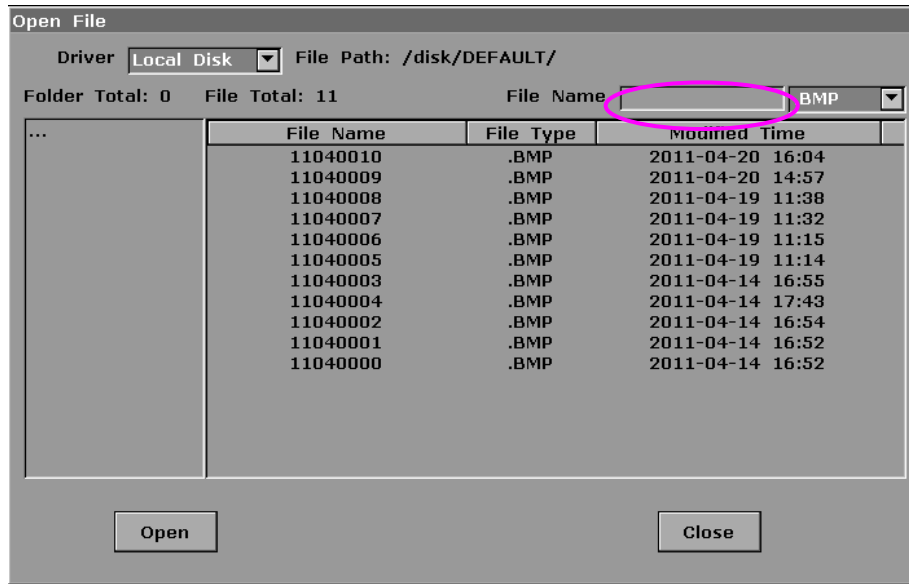 Open File
Driver Local Disk File Path: /disk/DEFAULT/
Folder Total: 0 File Total: 11 File Name BMP
... File Name File Type Modified Time
11040010 .BMP 2011-04-20 16:04
11040009 .BMP 2011-04-20 14:57
11040008 .BMP 2011-04-19 11:38
11040007 .BMP 2011-04-19 11:32
11040006 .BMP 2011-04-19 11:15
11040005 .BMP 2011-04-19 11:14
11040003 .BMP 2011-04-14 16:55
11040004 .BMP 2011-04-14 17:43
11040002 .BMP 2011-04-14 16:54
11040001 .BMP 2011-04-14 16:52
11040000 .BMP 2011-04-14 16:52
Open Close